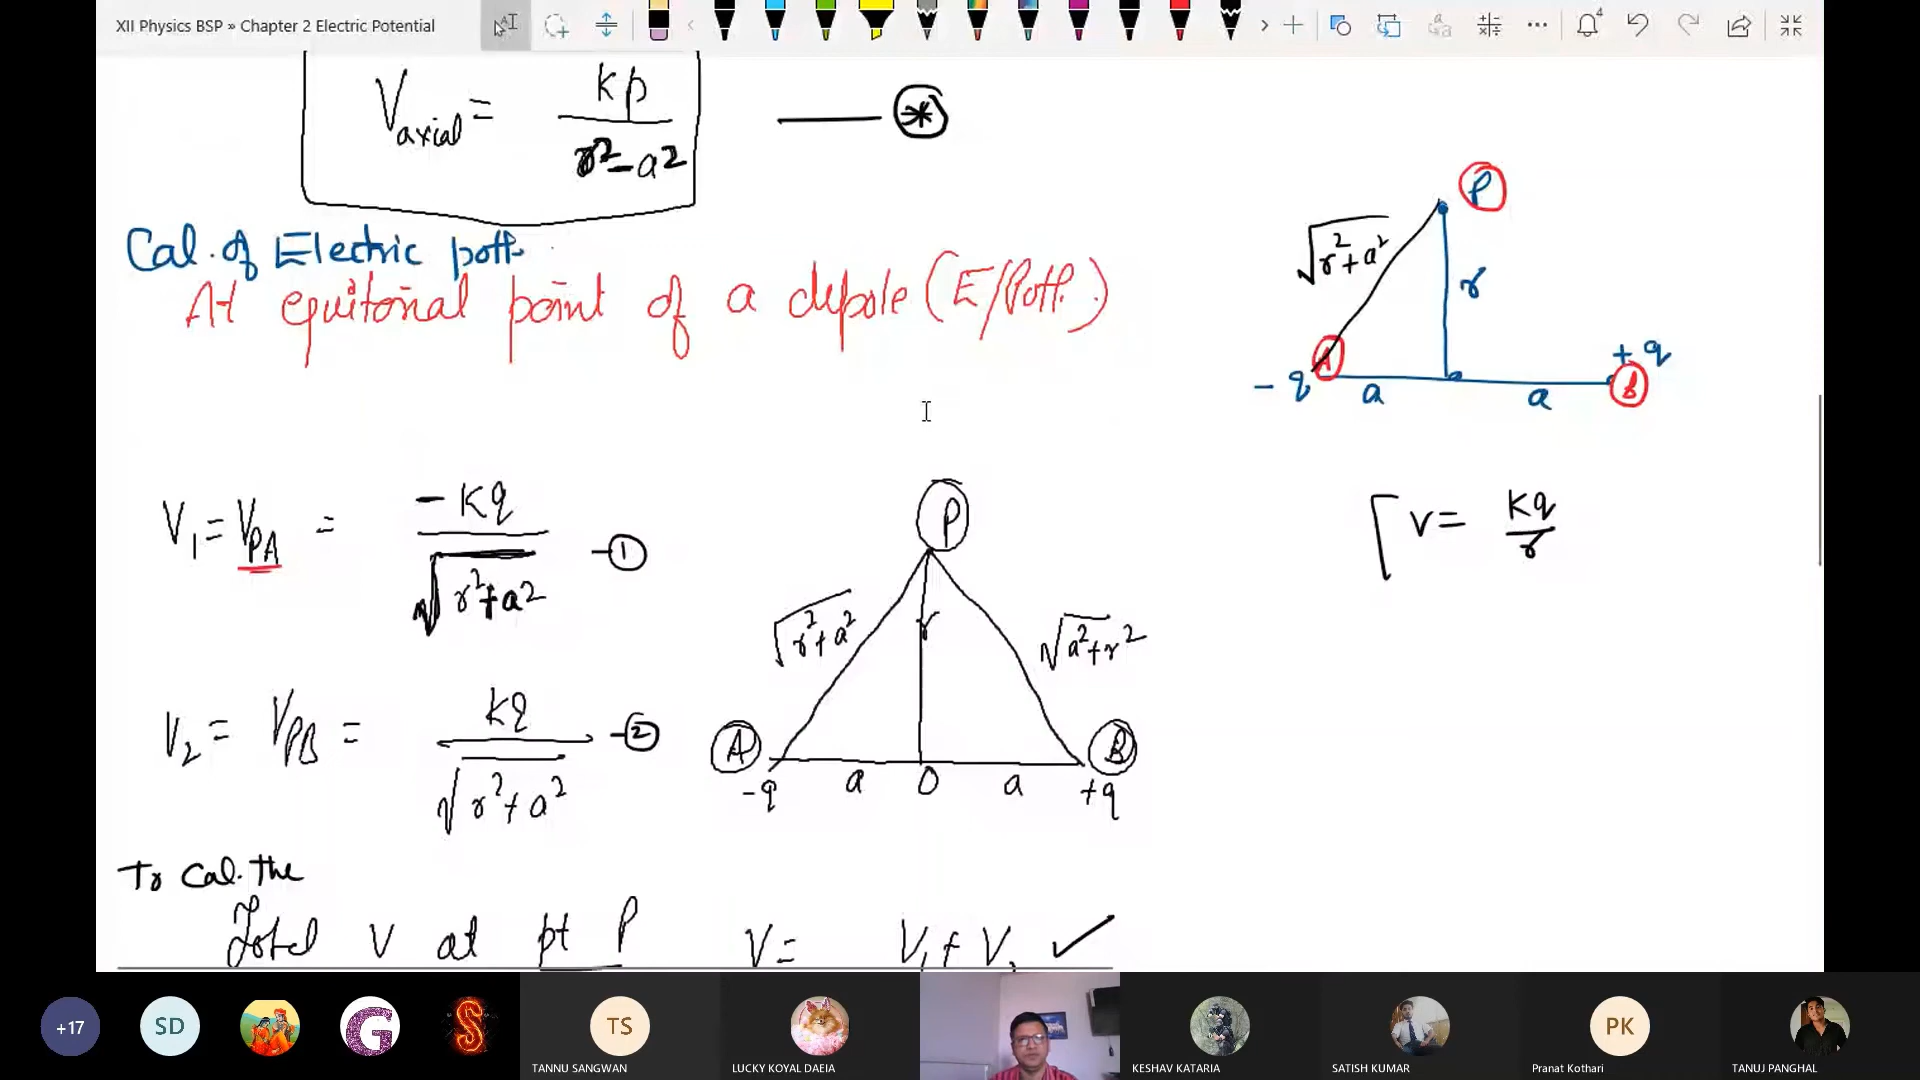 XII Physics BSP » Chapter 2 Electric Potential
4
V axial = kp / r² - a² —— *
Cal. of Electric pott.
At equitorial point of a dipole (E/Pott.)
P
√r²+a²
r
A
- q
a
a
+ q
B
V₁ = V_PA = - Kq / √r²+a² - 1
V = Kq / r
P
√r²+a²
r
√a²+r²
V₂ = V_PB = Kq / √r²+a² - 2
A
B
-q
a
O
a
+q
To Cal. the
Total V at pt P V = V₁ + V₂ ✓
+17
SD
G
S
TS
PK
TANNU SANGWAN
LUCKY KOYAL DAEIA
KESHAV KATARIA
SATISH KUMAR
Pranat Kothari
TANUJ PANGHAL